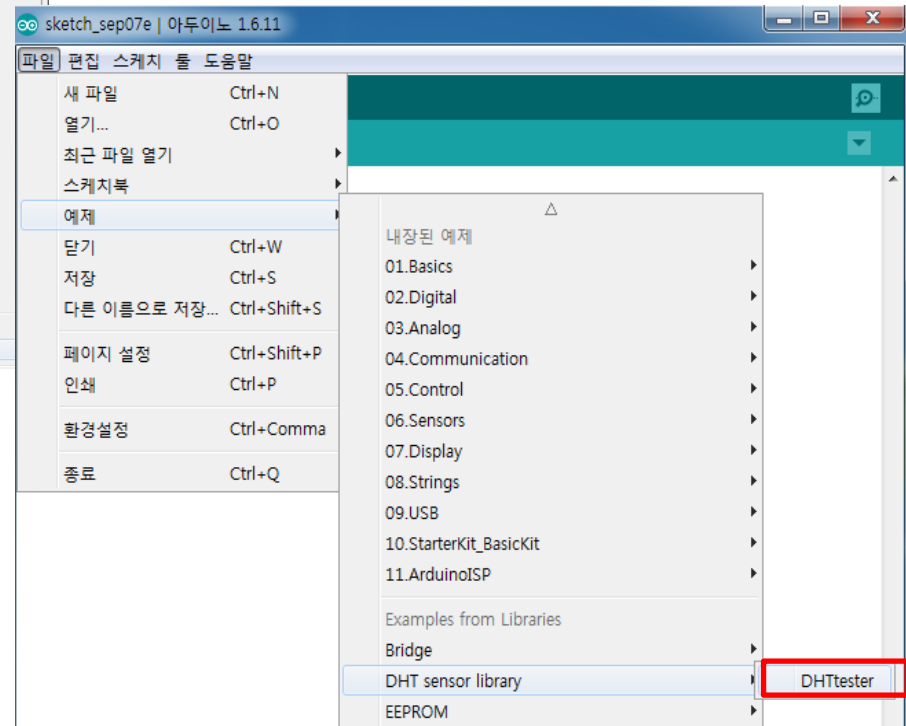 sketch_sep07e | 아두이노 1.6.11
파일 편집 스케치 툴 도움말
새 파일 Ctrl+N
열기... Ctrl+O
최근 파일 열기
스케치북
예제
닫기 Ctrl+W
저장 Ctrl+S
다른 이름으로 저장... Ctrl+Shift+S
페이지 설정 Ctrl+Shift+P
인쇄 Ctrl+P
환경설정 Ctrl+Comma
종료 Ctrl+Q
내장된 예제
01.Basics
02.Digital
03.Analog
04.Communication
05.Control
06.Sensors
07.Display
08.Strings
09.USB
10.StarterKit_BasicKit
11.ArduinoISP
Examples from Libraries
Bridge
DHT sensor library
EEPROM
DHTtester